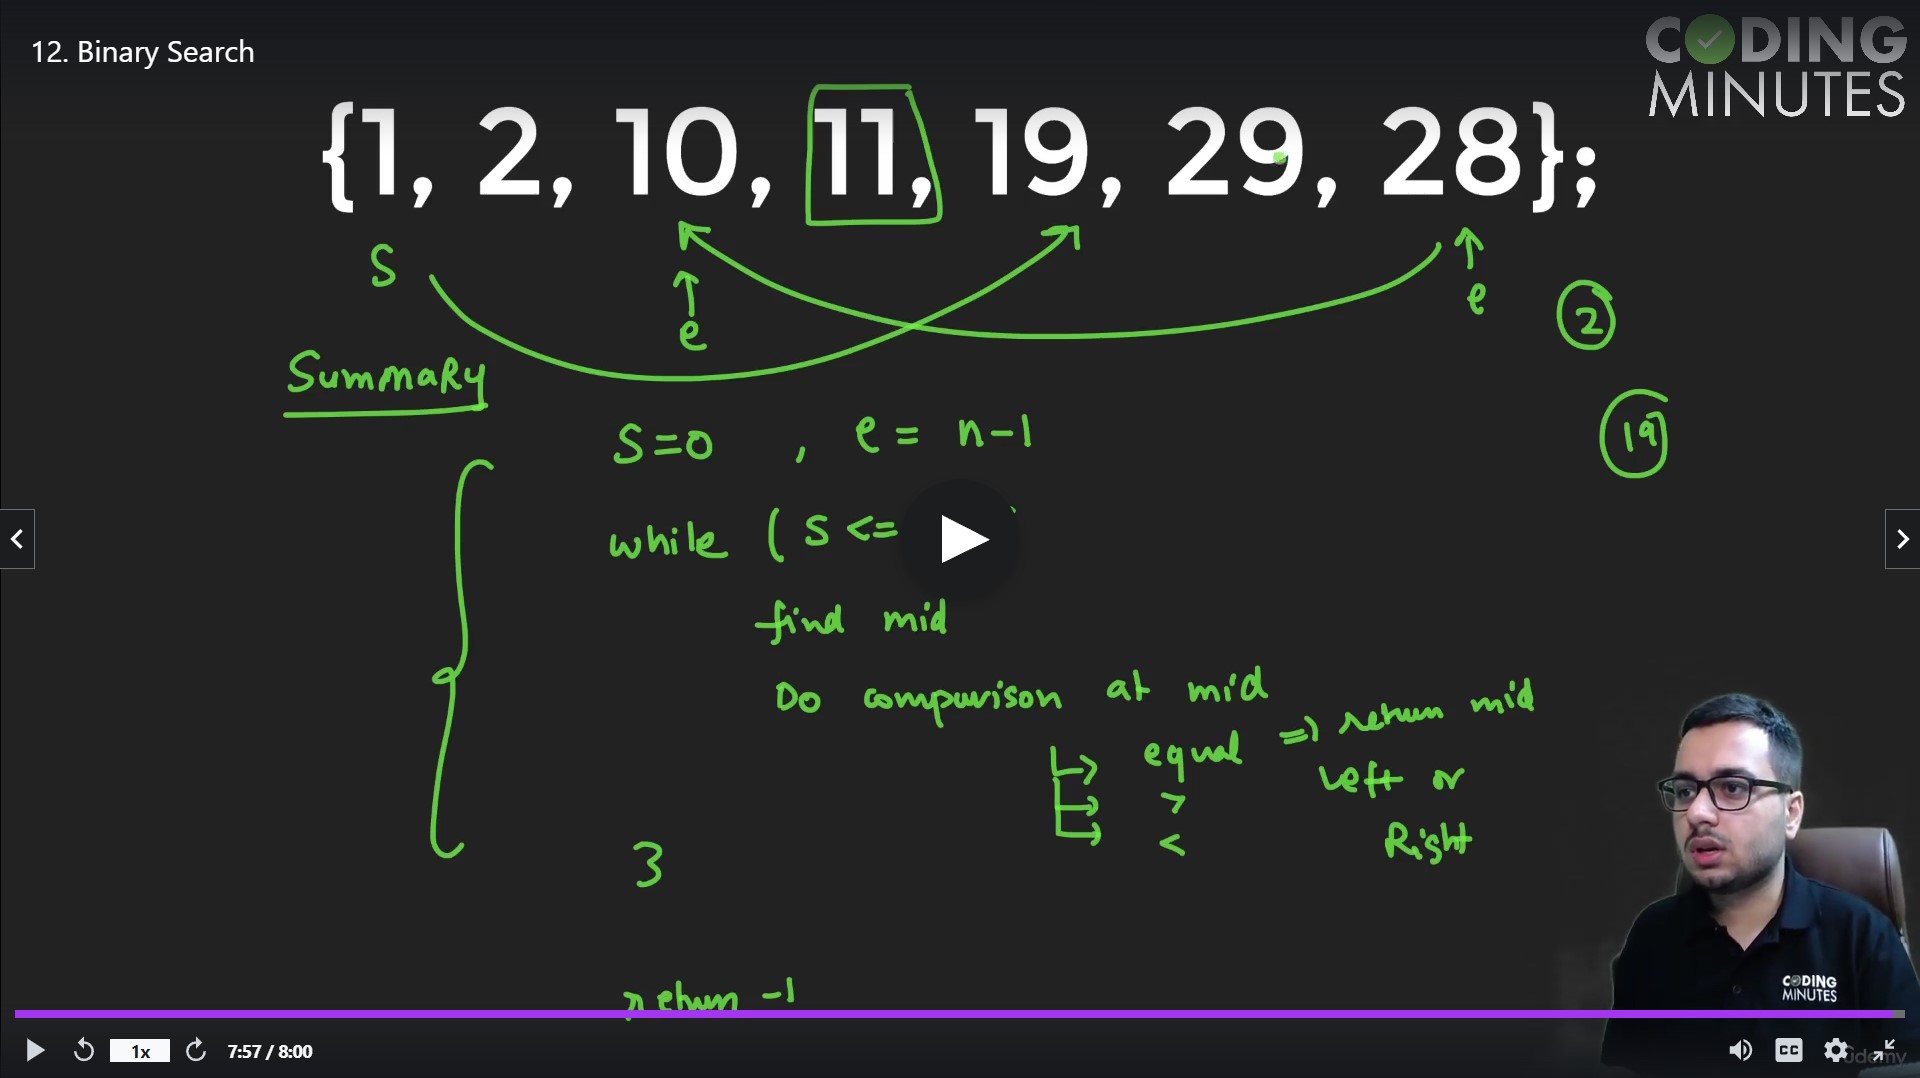 12. Binary Search
CODING
MINUTES
{1, 2, 10, 11, 19, 29, 28};
S
e
e
2
Summary
19
S=0 , e = n-1
while ( S <=
find mid
Do comparison at mid
equal => return mid
> Left or
< Right
}
CODING
MINUTES
return -1
1x
7:57 / 8:00
CC
ûdemy